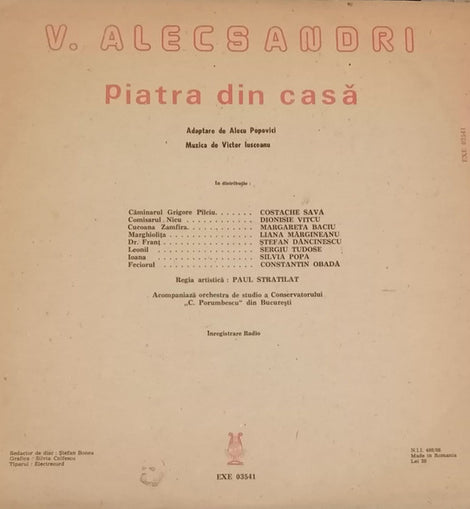 V. ALECSANDRI
Piatra din casă
Adaptare de Alecu Popovici
Muzica de Victor Iusceanu
EXE 03541
In distribuție :
Căminarul Grigore Pîlciu. . . . . . COSTACHE SAVA
Comisarul Nicu . . . . . . . . . DIONISIE VITCU
Cucoana Zamfira. . . . . . . . . MARGARETA BACIU
Marghiolița . . . . . . . . . . . LIANA MĂRGINEANU
Dr. Franț . . . . . . . . . . . . ȘTEFAN DĂNCINESCU
Leonil . . . . . . . . . . . . . SERGIU TUDOSE
Ioana . . . . . . . . . . . . . SILVIA POPA
Feciorul . . . . . . . . . . . . CONSTANTIN OBADĂ
Regia artistică : PAUL STRATILAT
Acompaniază orchestra de studio a Conservatorului
„C. Porumbescu" din București
Inregistrare Radio
Redactor de disc : Ștefan Bonea
Grafica : Silvia
Tiparul : Electrecord
EXE 03541
N.I.I.
Made in Romania
Lei